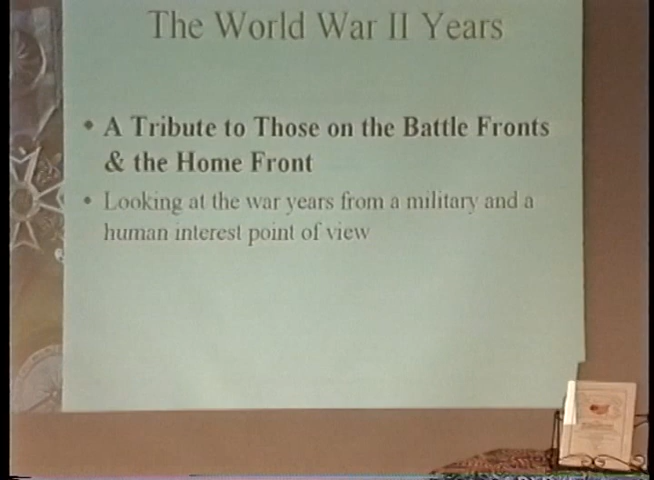 The World War II Years
• A Tribute to Those on the Battle Fronts
& the Home Front
• Looking at the war years from a military and a
human interest point of view